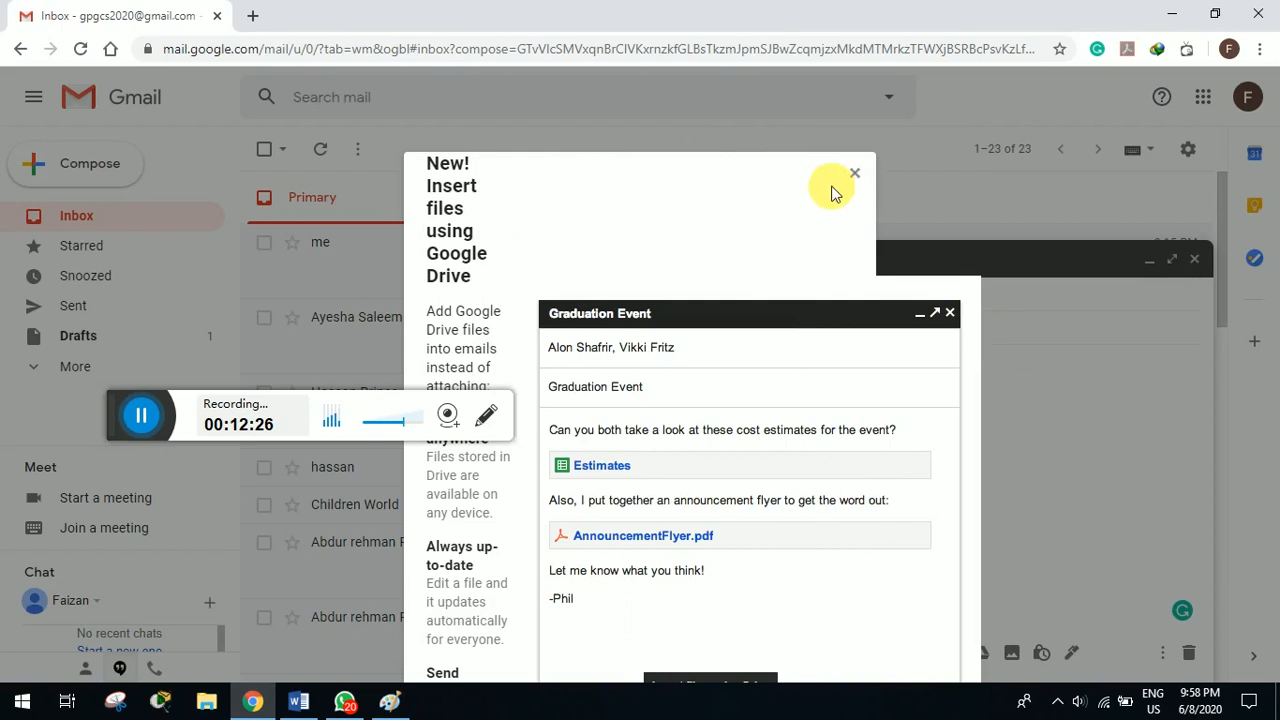 Inbox - gpgcs2020@gmail.com
mail.google.com/mail/u/0/?tab=wm&ogbl#inbox?compose=GTvVlcSMVxqnBrClVKxrnzkfGLBsTkzmJpmSJBwZcqmjzxMkdMTMrkzTFWXjBSRBcPsvKzLf...
F
Gmail
Search mail
F
Compose
1–23 of 23
Inbox
Starred
Snoozed
Sent
Drafts 1
More
Primary
me
Ayesha Saleem
hassan
Children World
Abdur rehman
Abdur rehman
New!
Insert
files
using
Google
Drive
Add Google
Drive files
into emails
instead of
attaching:
anywhere
Files stored in
Drive are
available on
any device.
Always up-
to-date
Edit a file and
it updates
automatically
for everyone.
Send
Graduation Event
Alon Shafrir, Vikki Fritz
Graduation Event
Can you both take a look at these cost estimates for the event?
Estimates
Also, I put together an announcement flyer to get the word out:
AnnouncementFlyer.pdf
Let me know what you think!
-Phil
Recording...
00:12:26
Meet
Start a meeting
Join a meeting
Chat
Faizan
No recent chats
Start a new one
20
ENG
US
9:58 PM
6/8/2020